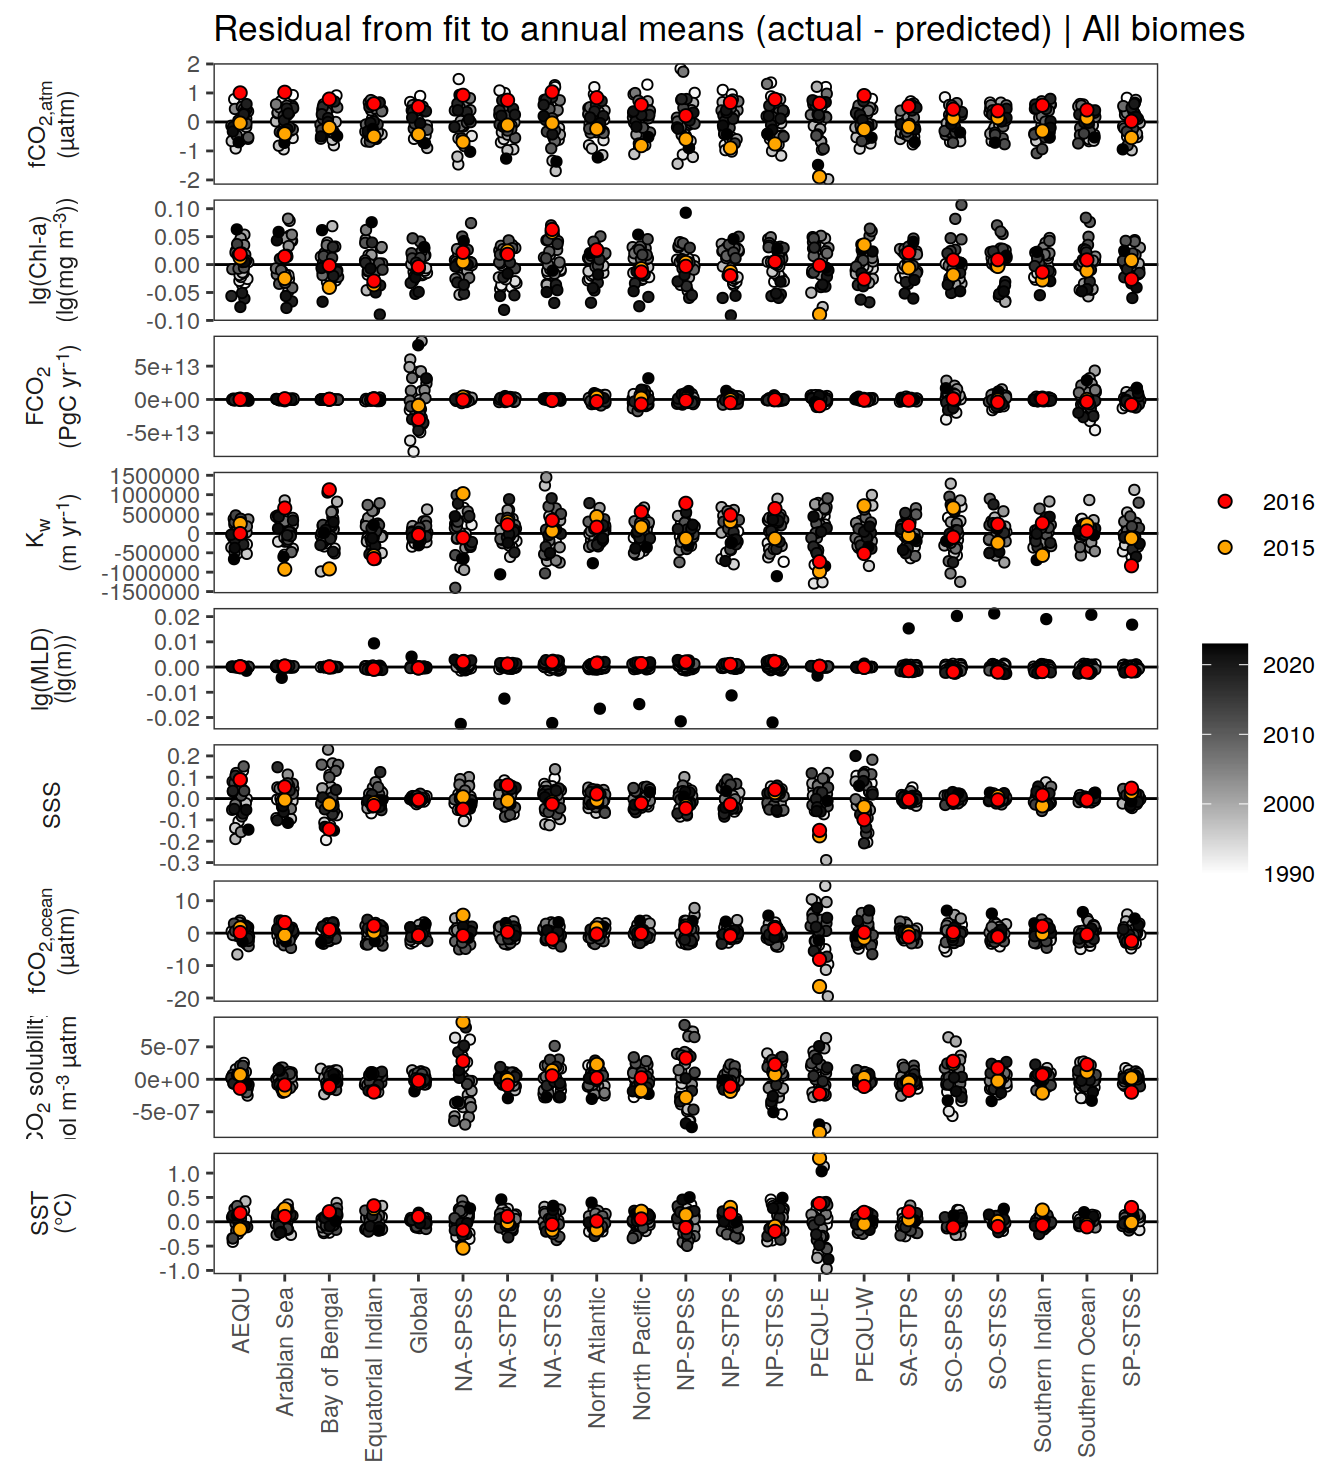 Residual from fit to annual means (actual - predicted) | All biomes
fCO2,atm
(µatm)
2
1
0
-1
-2
lg(Chl-a)
(lg(mg m-3))
0.10
0.05
0.00
-0.05
-0.10
FCO2
(PgC yr-1)
5e+13
0e+00
-5e+13
Kw
(m yr-1)
1500000
1000000
500000
0
-500000
-1000000
-1500000
lg(MLD)
(lg(m))
0.02
0.01
0.00
-0.01
-0.02
SSS
0.2
0.1
0.0
-0.1
-0.2
-0.3
fCO2,ocean
(µatm)
10
0
-10
-20
CO2 solubilit
ol m-3 µatm
5e-07
0e+00
-5e-07
SST
(°C)
1.0
0.5
0.0
-0.5
-1.0
AEQU
Arabian Sea
Bay of Bengal
Equatorial Indian
Global
NA-SPSS
NA-STPS
NA-STSS
North Atlantic
North Pacific
NP-SPSS
NP-STPS
NP-STSS
PEQU-E
PEQU-W
SA-STPS
SO-SPSS
SO-STSS
Southern Indian
Southern Ocean
SP-STSS
2016
2015
2020
2010
2000
1990